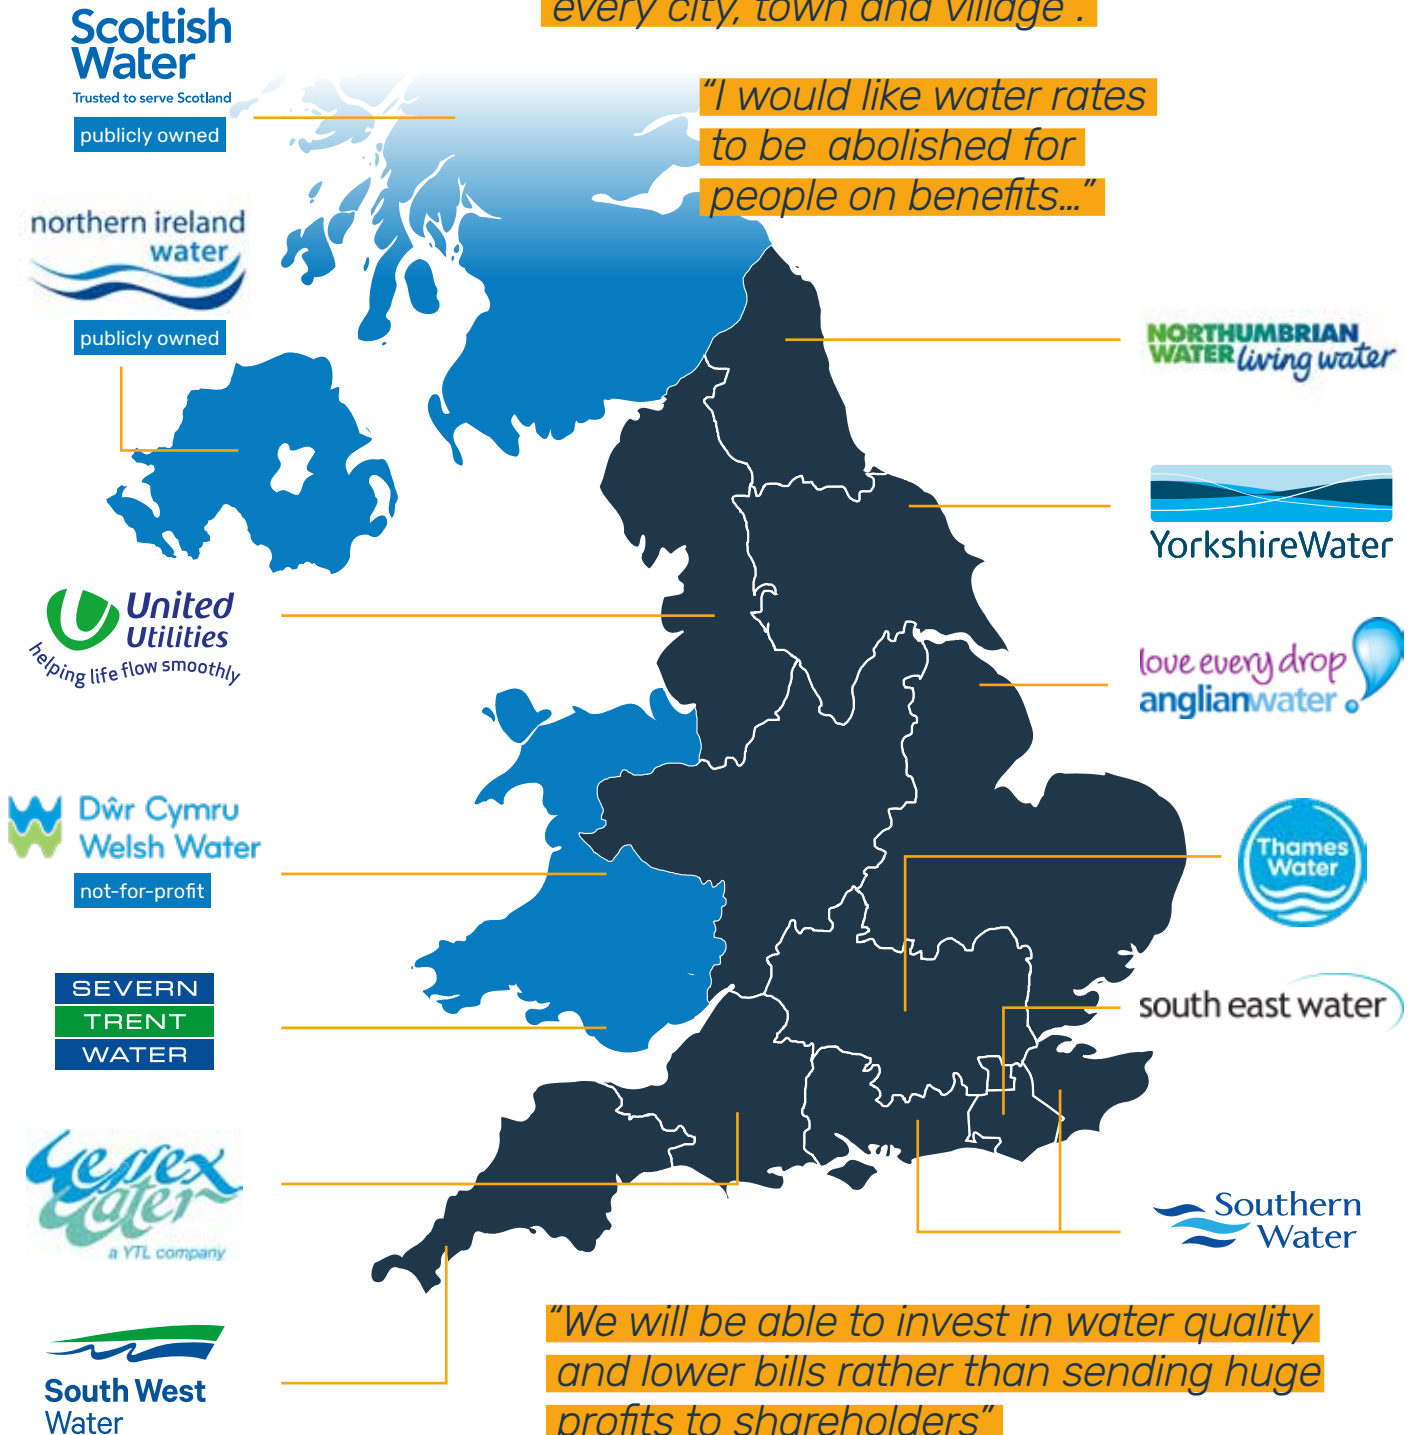 every city, town and village".
Scottish
Water
Trusted to serve Scotland
publicly owned
"I would like water rates
to be abolished for
people on benefits..."
northern ireland
water
publicly owned
NORTHUMBRIAN
WATER living water
YorkshireWater
United
Utilities
helping life flow smoothly
love every drop
anglianwater
Dŵr Cymru
Welsh Water
not-for-profit
Thames
Water
SEVERN
TRENT
WATER
south east water
Wessex
Water
a YTL company
Southern
Water
South West
Water
"We will be able to invest in water quality
and lower bills rather than sending huge
profits to shareholders"